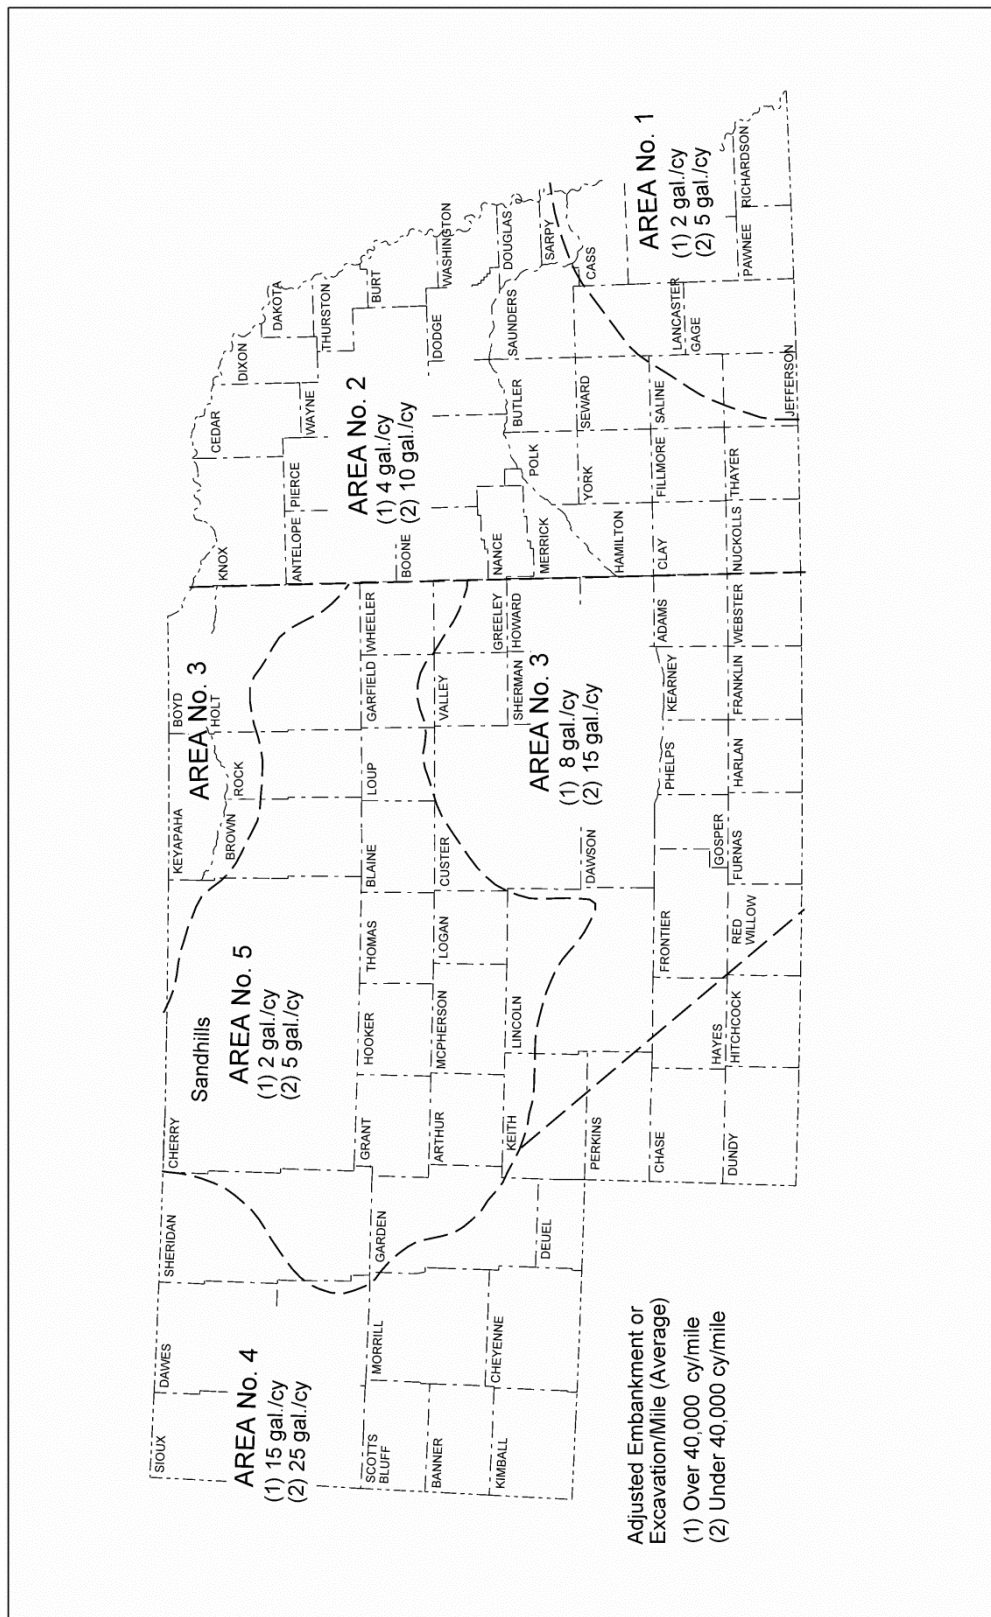 SIOUX
DAWES
SHERIDAN
CHERRY
KEYAPAHA
BOYD
HOLT
BROWN
ROCK
KNOX
CEDAR
DIXON
DAKOTA
AREA No. 3
AREA No. 4
(1) 15 gal./cy
(2) 25 gal./cy
Sandhills
AREA No. 5
(1) 2 gal./cy
(2) 5 gal./cy
ANTELOPE
PIERCE
WAYNE
THURSTON
AREA No. 2
(1) 4 gal./cy
(2) 10 gal./cy
BURT
SCOTTS
BLUFF
MORRILL
GARDEN
GRANT
HOOKER
THOMAS
BLAINE
LOUP
GARFIELD
WHEELER
BOONE
DODGE
WASHINGTON
BANNER
ARTHUR
MCPHERSON
LOGAN
CUSTER
VALLEY
GREELEY
NANCE
KIMBALL
CHEYENNE
DEUEL
KEITH
LINCOLN
SHERMAN
HOWARD
MERRICK
POLK
BUTLER
SAUNDERS
DOUGLAS
SARPY
AREA No. 3
(1) 8 gal./cy
(2) 15 gal./cy
PERKINS
DAWSON
HAMILTON
YORK
SEWARD
CASS
AREA No. 1
(1) 2 gal./cy
(2) 5 gal./cy
CHASE
FRONTIER
PHELPS
KEARNEY
ADAMS
CLAY
FILLMORE
SALINE
LANCASTER
GAGE
DUNDY
HAYES
HITCHCOCK
RED
WILLOW
GOSPER
FURNAS
HARLAN
FRANKLIN
WEBSTER
NUCKOLLS
THAYER
JEFFERSON
PAWNEE
RICHARDSON
Adjusted Embankment or
Excavation/Mile (Average)
(1) Over 40,000 cy/mile
(2) Under 40,000 cy/mile